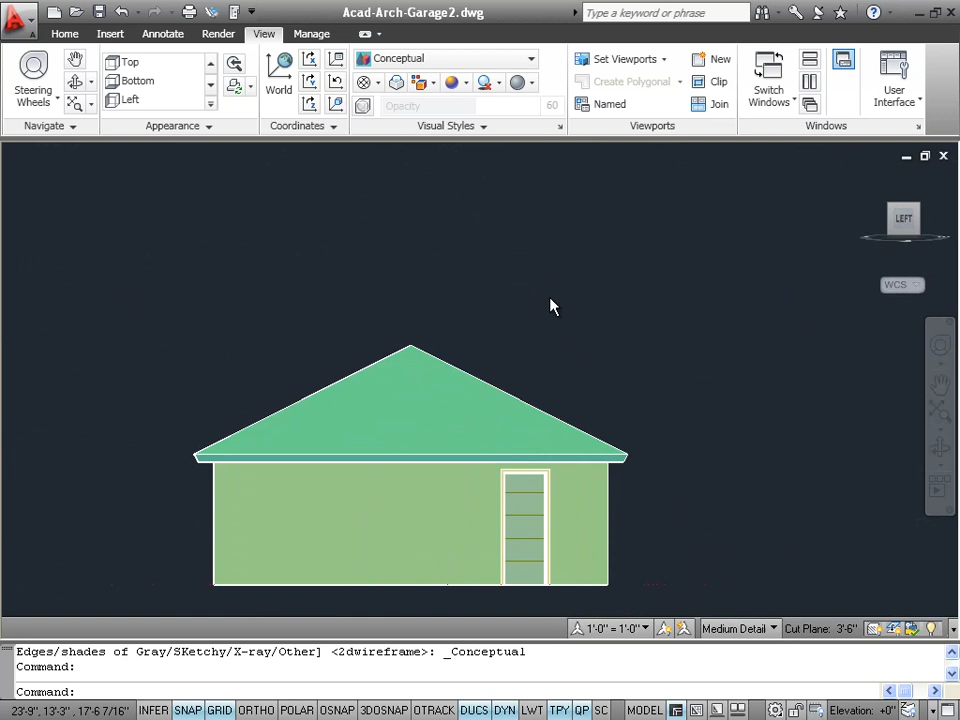 Acad-Arch-Garage2.dwg
Type a keyword or phrase
Home Insert Annotate Render View Manage
Steering Wheels
Top
Bottom
Left
World
Conceptual
Opacity 60
Set Viewports
Create Polygonal
Named
New
Clip
Join
Switch Windows
User Interface
Navigate Appearance Coordinates Visual Styles Viewports Windows
LEFT
WCS
1'-0" = 1'-0" Medium Detail Cut Plane: 3'-6"
Edges/shades of Gray/SKetchy/X-ray/Other] <2dwireframe>: _Conceptual
Command:
Command:
23'-9", 13'-3", 17'-6 7/16" INFER SNAP GRID ORTHO POLAR OSNAP 3DOSNAP OTRACK DUCS DYN LWT TPY QP SC MODEL Elevation: +0"